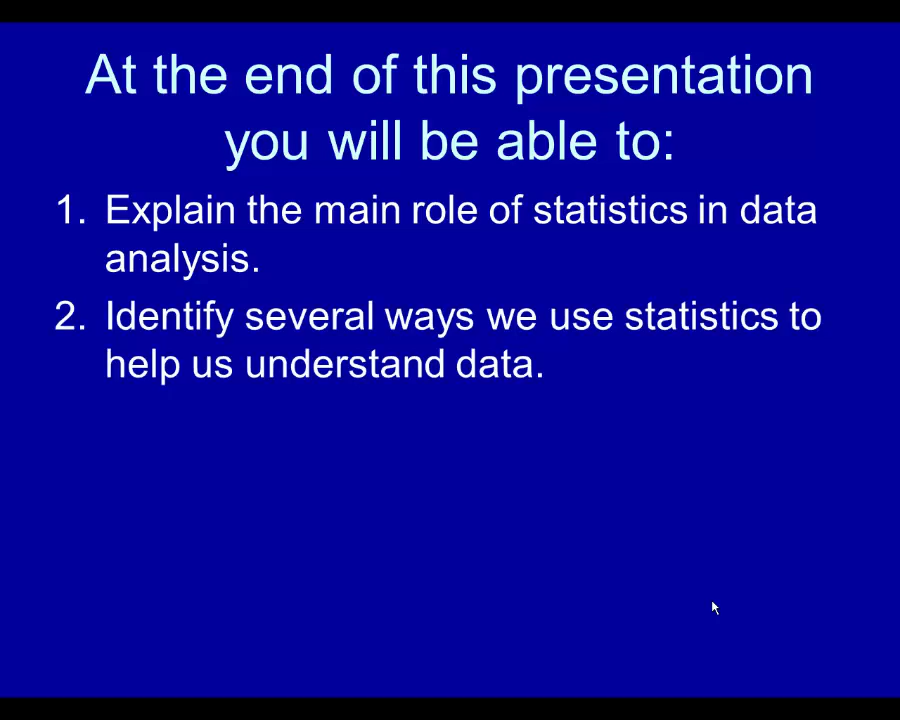 At the end of this presentation
you will be able to:
1. Explain the main role of statistics in data
analysis.
2. Identify several ways we use statistics to
help us understand data.